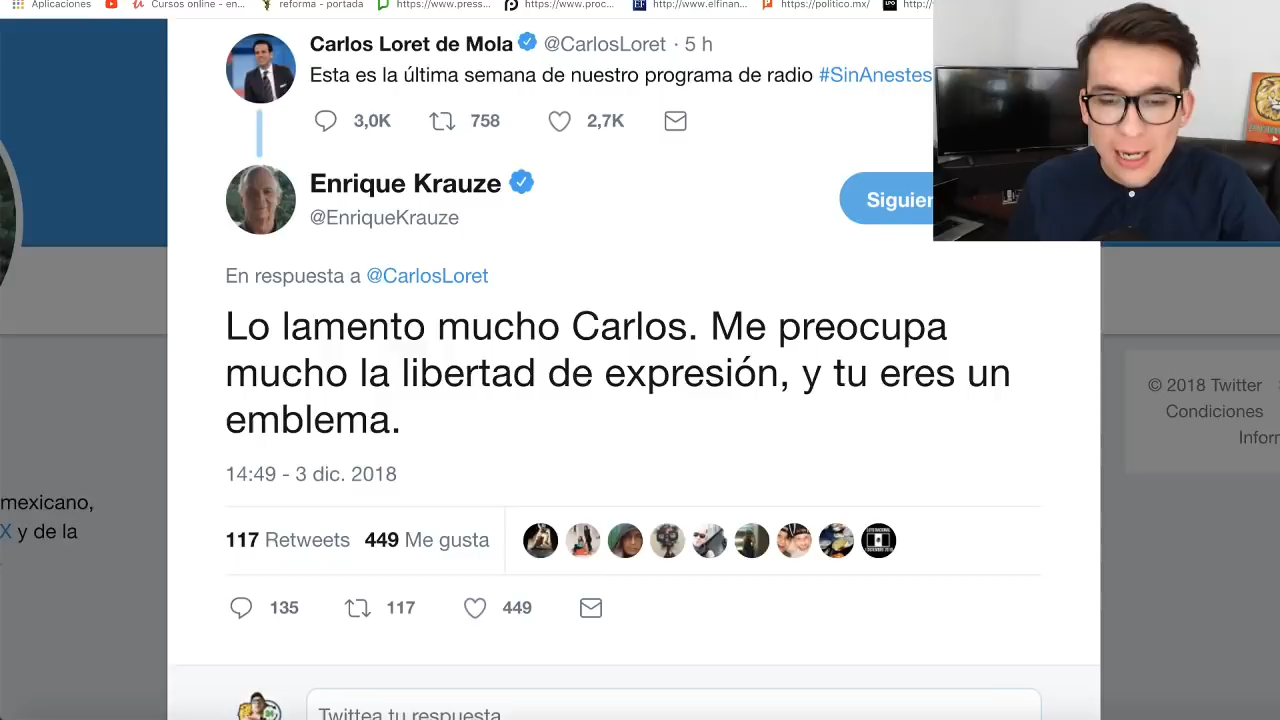 Aplicaciones
Cursos online - en...
reforma - portada
https://www.press...
https://www.proc...
http://www.elfinan...
https://politico.mx/
LPO
http://
Carlos Loret de Mola @CarlosLoret · 5 h
Esta es la última semana de nuestro programa de radio #SinAnestes
3,0K 758 2,7K
Enrique Krauze
@EnriqueKrauze
Siguien
En respuesta a @CarlosLoret
Lo lamento mucho Carlos. Me preocupa
mucho la libertad de expresión, y tu eres un
emblema.
14:49 - 3 dic. 2018
117 Retweets 449 Me gusta
135 117 449
Twittea tu respuesta
mexicano,
X y de la
© 2018 Twitter
Condiciones
Inform